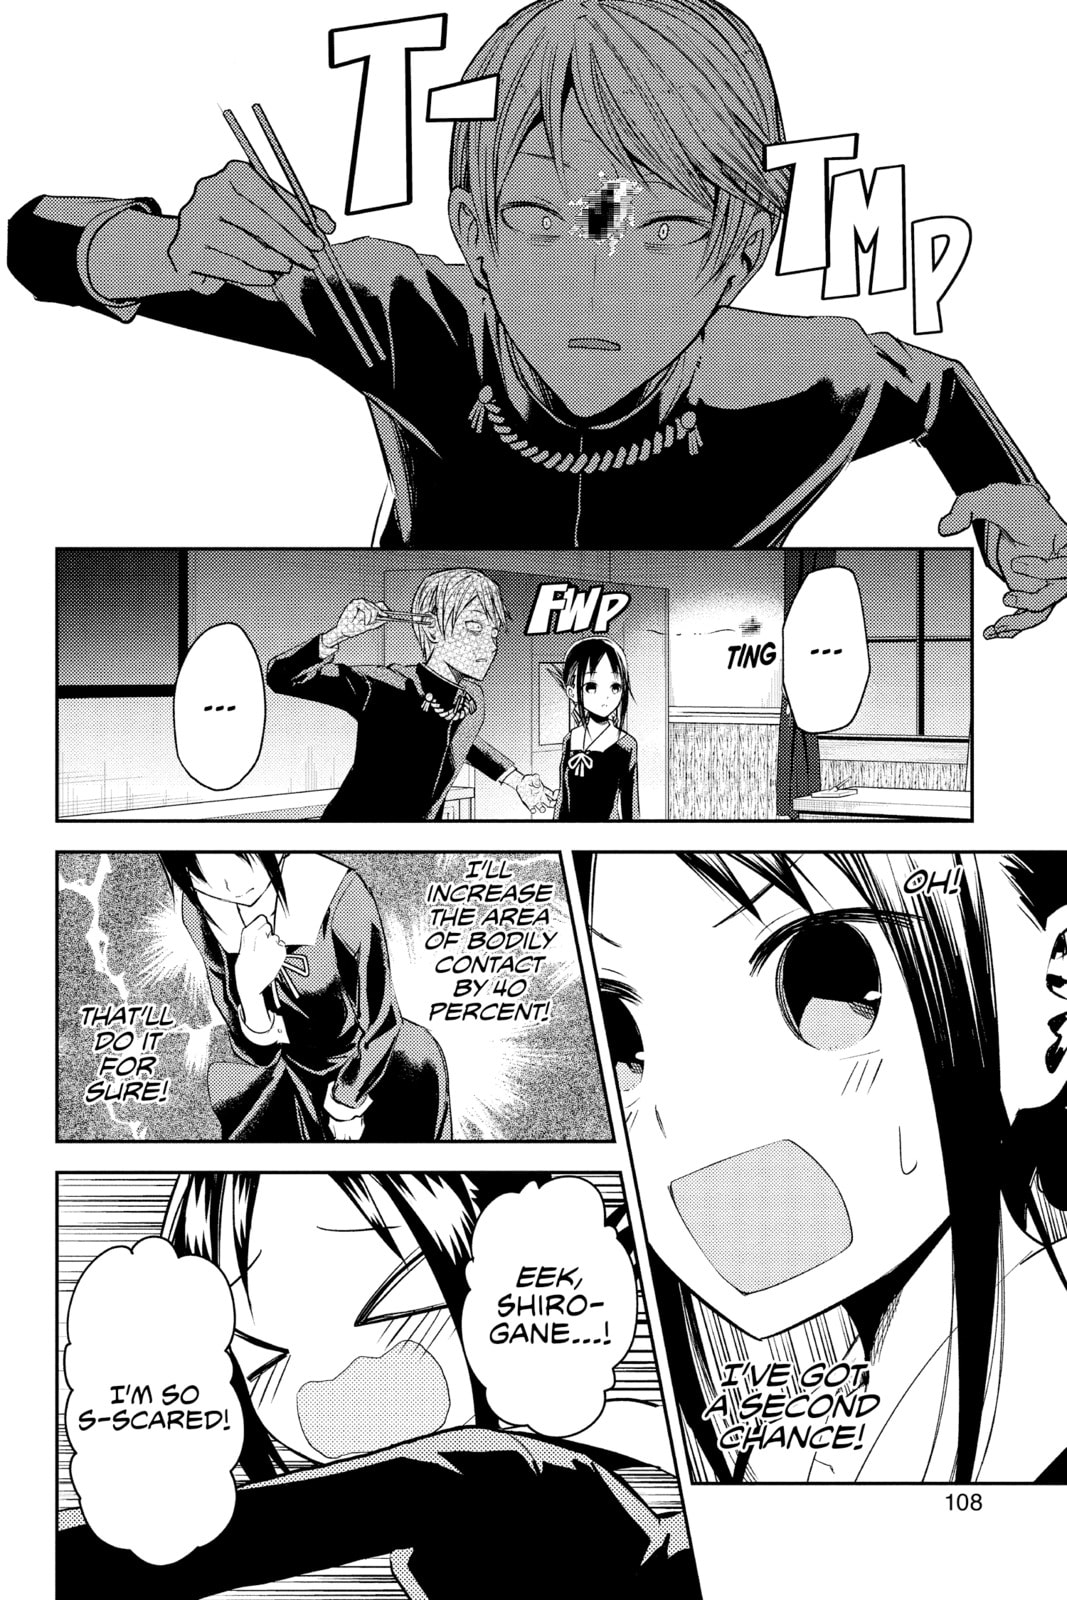 T-
TMP
---
TING
FWP
---
OH!
I'VE GOT
A SECOND
CHANCE!
I'LL
INCREASE
THE AREA
OF BODILY
CONTACT
BY 40
PERCENT!
THAT'LL
DO IT
FOR
SURE!
EEK,
SHIRO-
GANE...!
I'M SO
S-SCARED!
108